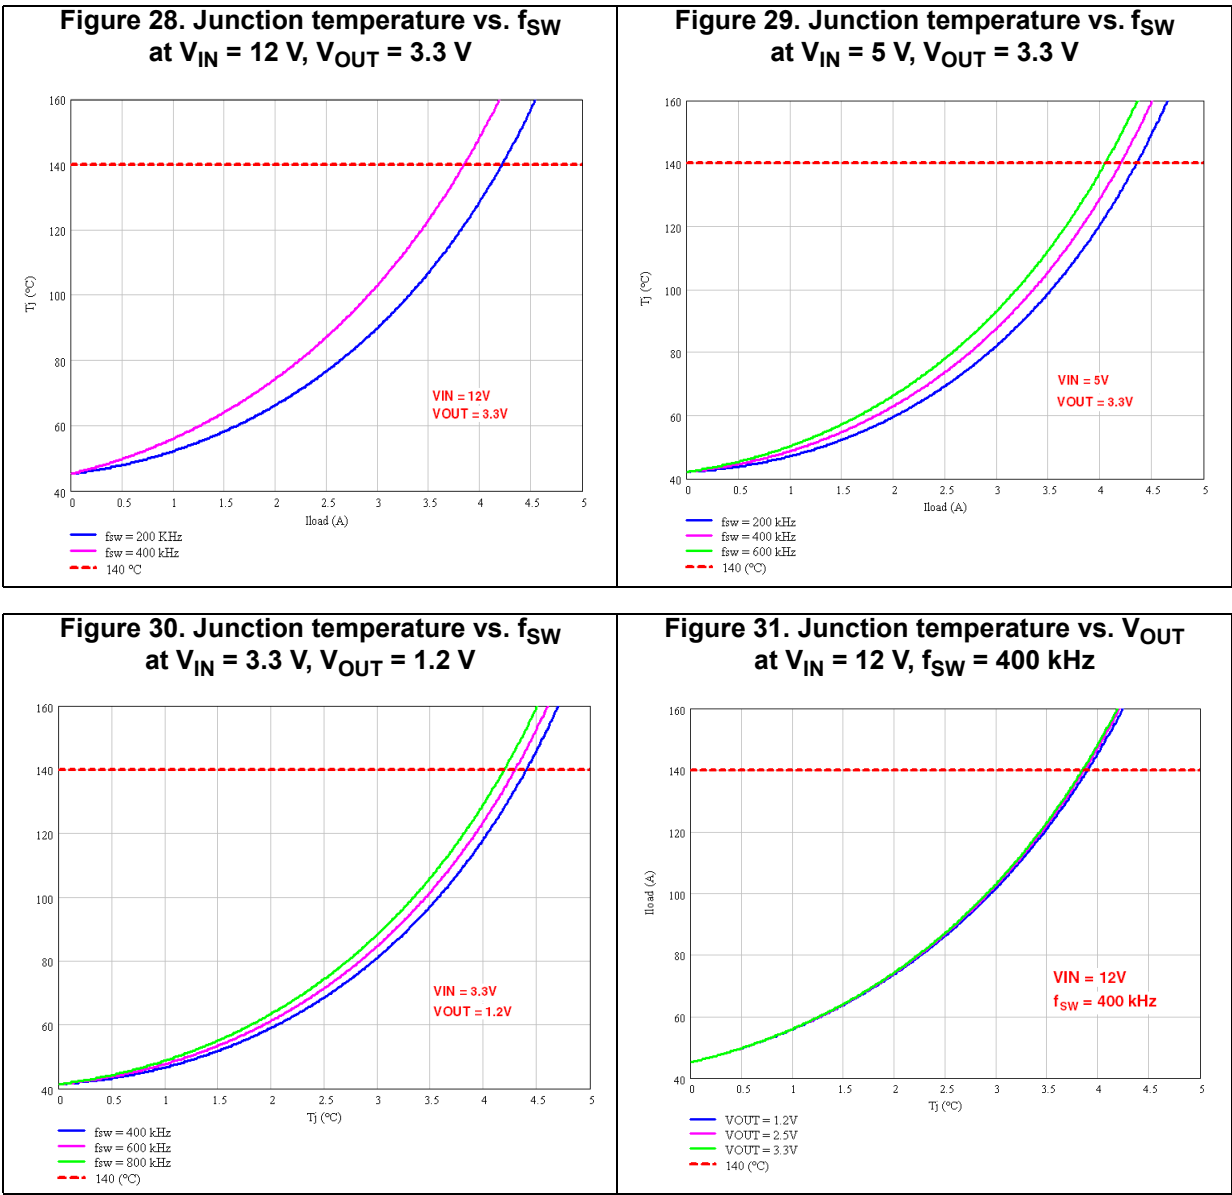 Figure 28. Junction temperature vs. fSW
at VIN = 12 V, VOUT = 3.3 V
160
140
120
100
80
60
40
Tj (°C)
VIN = 12V
VOUT = 3.3V
0 0.5 1 1.5 2 2.5 3 3.5 4 4.5 5
Iload (A)
fsw = 200 KHz
fsw = 400 kHz
140 °C
Figure 29. Junction temperature vs. fSW
at VIN = 5 V, VOUT = 3.3 V
160
140
120
100
80
60
40
Tj (°C)
VIN = 5V
VOUT = 3.3V
0 0.5 1 1.5 2 2.5 3 3.5 4 4.5 5
Iload (A)
fsw = 200 kHz
fsw = 400 kHz
fsw = 600 kHz
140 (°C)
Figure 30. Junction temperature vs. fSW
at VIN = 3.3 V, VOUT = 1.2 V
160
140
120
100
80
60
40
VIN = 3.3V
VOUT = 1.2V
0 0.5 1 1.5 2 2.5 3 3.5 4 4.5 5
Tj (°C)
fsw = 400 kHz
fsw = 600 kHz
fsw = 800 kHz
140 (°C)
Figure 31. Junction temperature vs. VOUT
at VIN = 12 V, fSW = 400 kHz
160
140
120
100
80
60
40
Iload (A)
VIN = 12V
fSW = 400 kHz
0 0.5 1 1.5 2 2.5 3 3.5 4 4.5 5
Tj (°C)
VOUT = 1.2V
VOUT = 2.5V
VOUT = 3.3V
140 (°C)